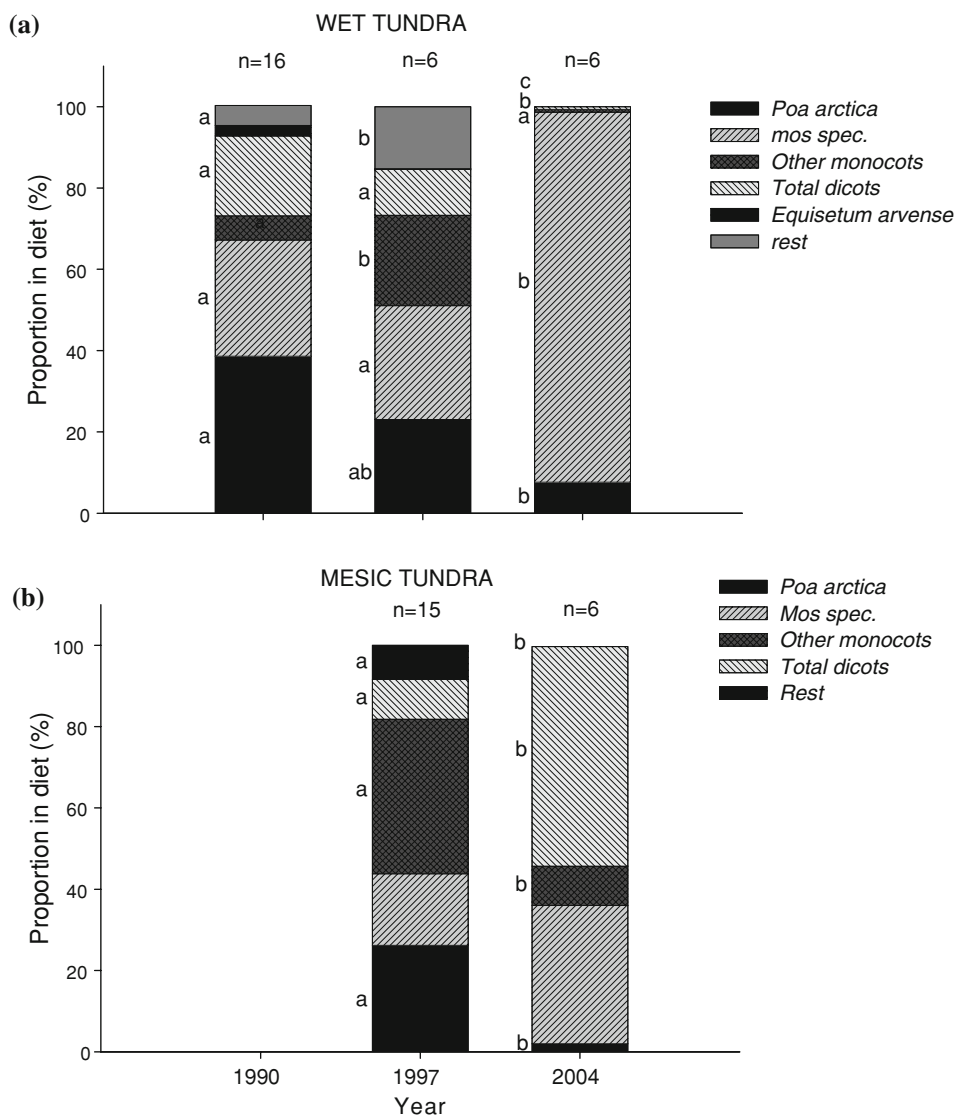 (a)
WET TUNDRA
n=16 n=6 n=6
Proportion in diet (%)
100
80
60
40
20
0
a
a
a
a
a
b
a
b
a
ab
c
b
a
b
b
Poa arctica
mos spec.
Other monocots
Total dicots
Equisetum arvense
rest
(b)
MESIC TUNDRA
n=15 n=6
Proportion in diet (%)
100
80
60
40
20
0
a
a
a
a
b
b
b
b
Poa arctica
Mos spec.
Other monocots
Total dicots
Rest
1990 1997 2004
Year